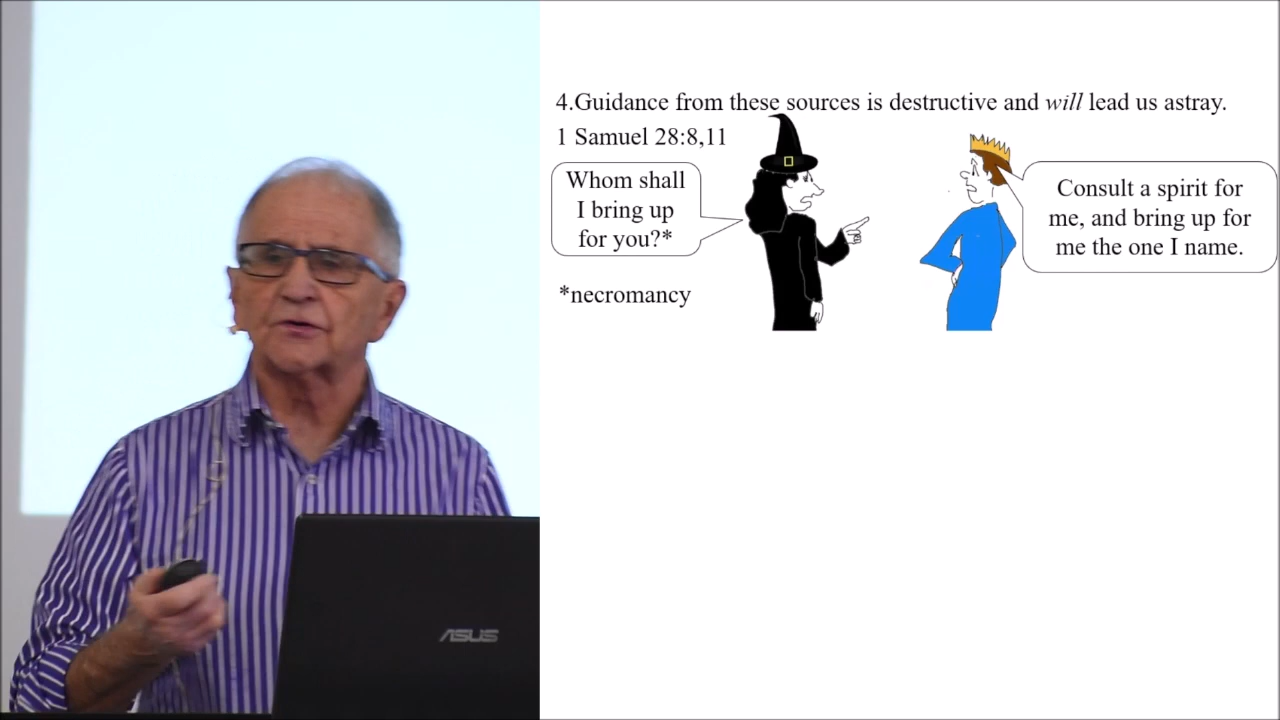 4.Guidance from these sources is destructive and will lead us astray.
1 Samuel 28:8,11
Whom shall
I bring up
for you?*
Consult a spirit for
me, and bring up for
me the one I name.
*necromancy
ASUS